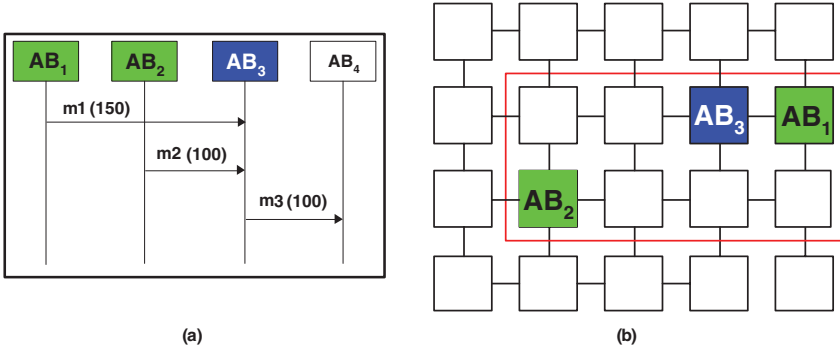 AB1 AB2 AB3 AB4
m1 (150)
m2 (100)
m3 (100)
(a)
AB3 AB1
AB2
(b)